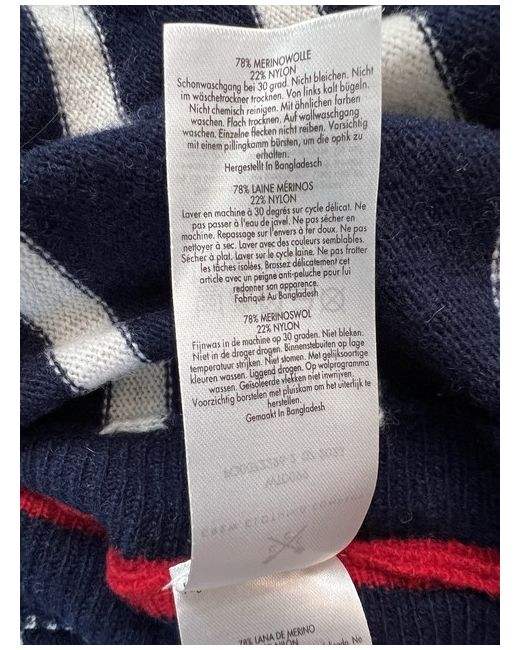 78% MERINOWOLLE
22% NYLON
Schonwaschgang bei 30 grad. Nicht bleichen. Nicht
im wäschetrockner trocknen. Von links kalt bügeln.
Nicht chemisch reinigen. Mit ähnlichen farben
waschen. Flach trocknen. Auf wollwaschgang
waschen. Einzelne flecken nicht reiben. Vorsichtig
mit einem pillingkamm bürsten, um die optik zu
erhalten.
Hergestellt In Bangladesch
78% LAINE MÉRINOS
22% NYLON
Laver en machine à 30 degrés sur cycle délicat. Ne
pas passer à l'eau de javel. Ne pas sécher en
machine. Repassage sur l'envers à fer doux. Ne pas
nettoyer à sec. Laver avec des couleurs semblables.
Sécher à plat. Laver sur le cycle laine. Ne pas frotter
les tâches isolées. Brossez délicatement cet
article avec un peigne anti-peluche pour lui
redonner son apparence.
Fabriqué Au Bangladesh
78% MERINOSWOL
22% NYLON
Fijnwas in de machine op 30 graden. Niet bleken.
Niet in de droger drogen. Binnenstebuiten op lage
temperatuur strijken. Niet stomen. Met gelijksoortige
kleuren wassen. Liggend drogen. Op wolprogramma
wassen. Geïsoleerde vlekken niet inwrijven.
Voorzichtig borstelen met pluiskam om het uiterlijk te
herstellen.
Gemaakt In Bangladesh
CREW CLOTHING COMPANY
78% LANA DE MERINO
NYLON